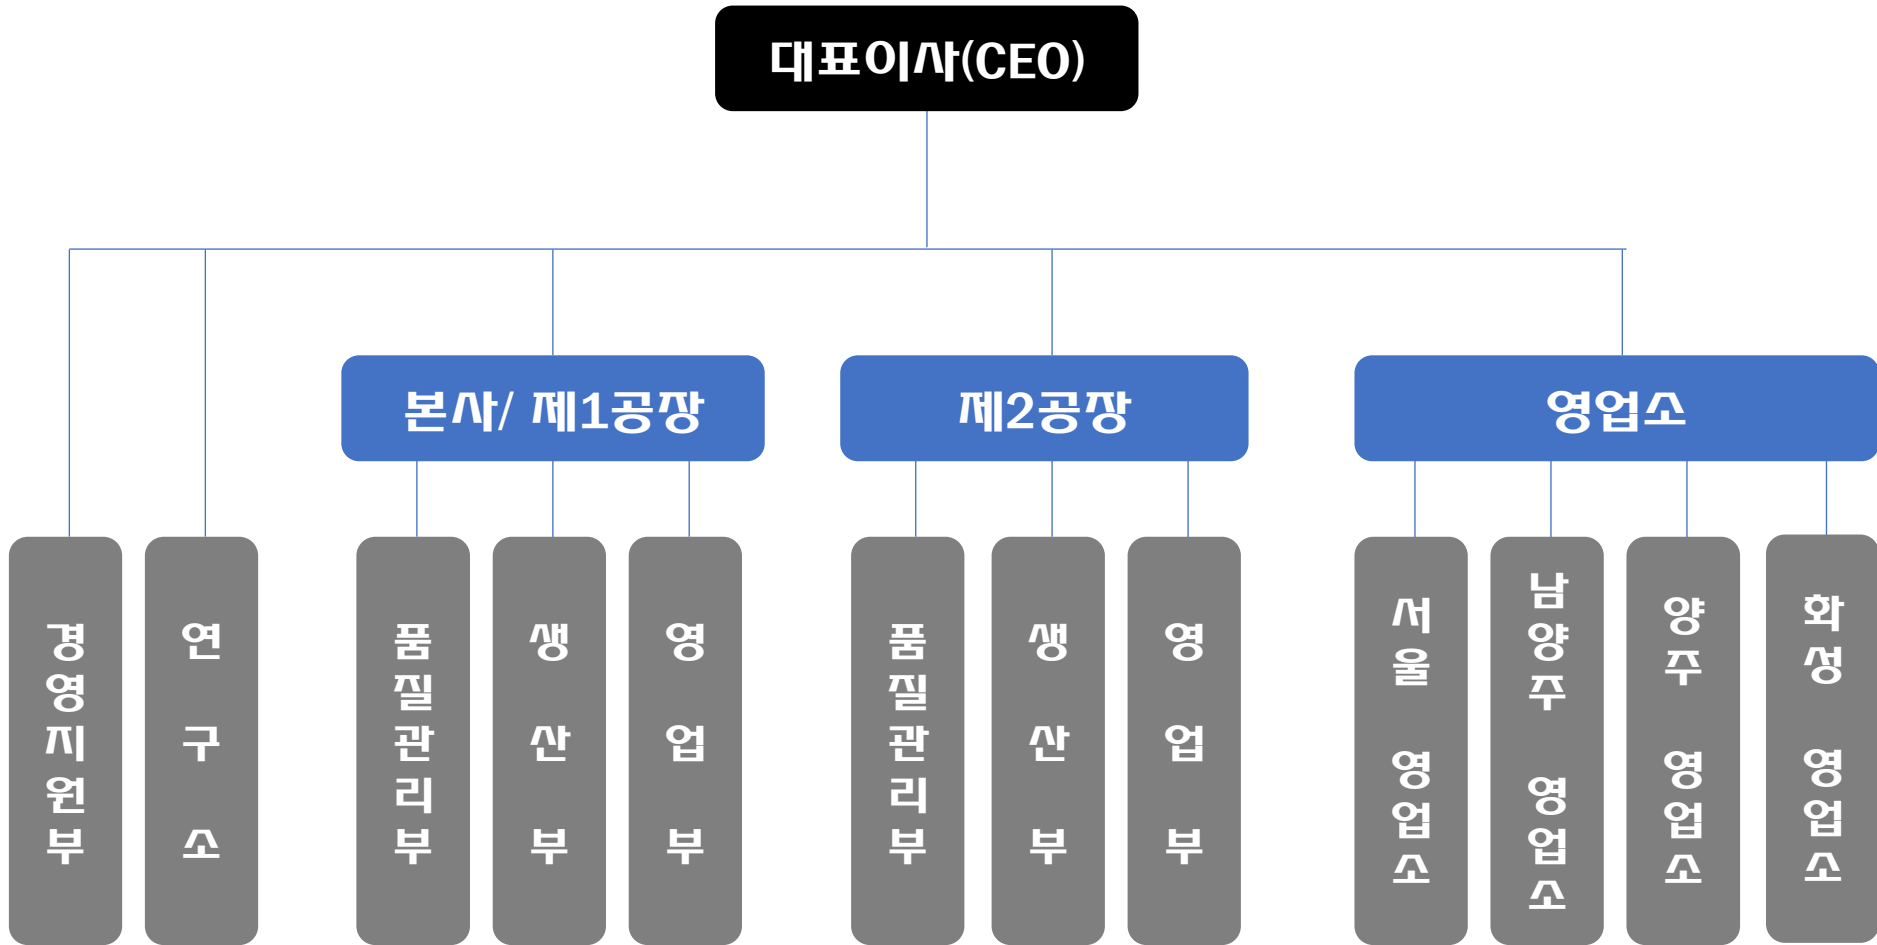 대표이사(CEO)
본사/ 제1공장
제2공장
영업소
경영지원부
연구소
품질관리부
생산부
영업부
품질관리부
생산부
영업부
서울 영업소
남양주 영업소
양주 영업소
화성 영업소